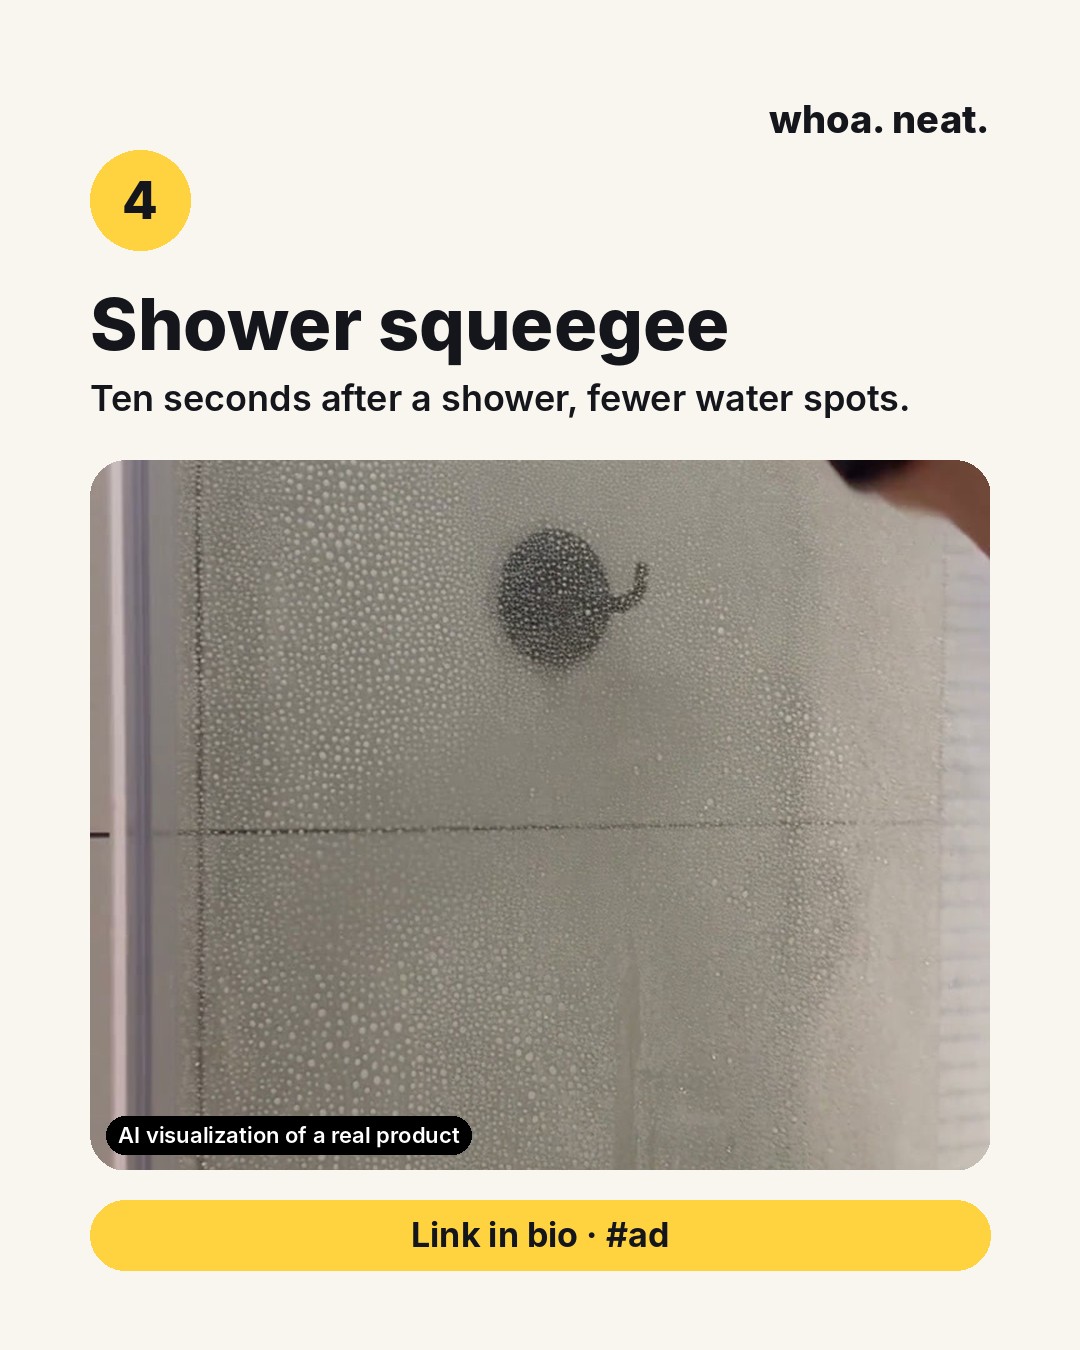 whoa. neat.
4
Shower squeegee
Ten seconds after a shower, fewer water spots.
AI visualization of a real product
Link in bio · #ad